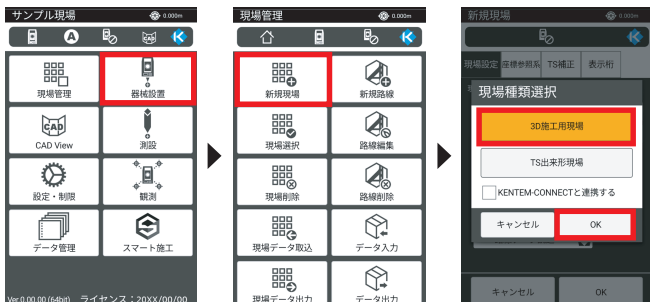 サンプル現場
0.000m
A
CAD
現場管理
器械設置
CAD
CAD View
測設
設定・制限
観測
データ管理
スマート施工
Ver.0.00.00 (64bit) ライセンス：20XX/00/00
現場管理
0.000m
新規現場
新規路線
現場選択
路線編集
現場削除
路線削除
現場データ取込
データ入力
現場データ出力
データ出力
新規現場
0.000m
現場設定 座標参照系 TS補正 表示桁
現場種類選択
3D施工用現場
TS出来形現場
KENTEM-CONNECTと連携する
キャンセル OK
キャンセル OK